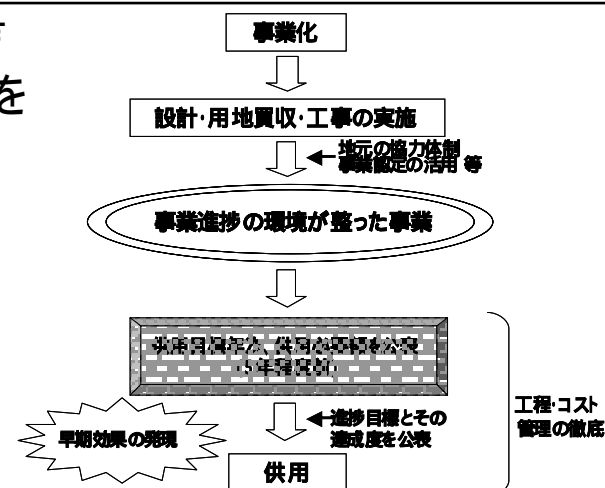 を
事業化
設計・用地買収・工事の実施
地元の協力体制
事業認定の活用 等
事業進捗の環境が整った事業
進捗目標とその
達成度を公表
早期効果の発現
工程・コスト
管理の徹底
供用